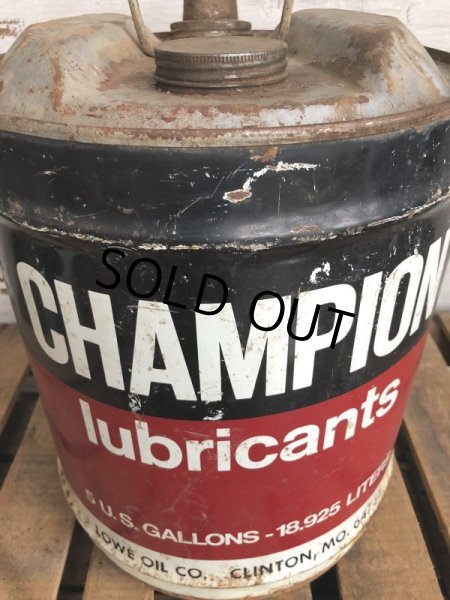 CHAMPION
SOLD OUT
lubricants
5 U.S. GALLONS - 18.925 LITERS
LOWE OIL CO. CLINTON, MO.